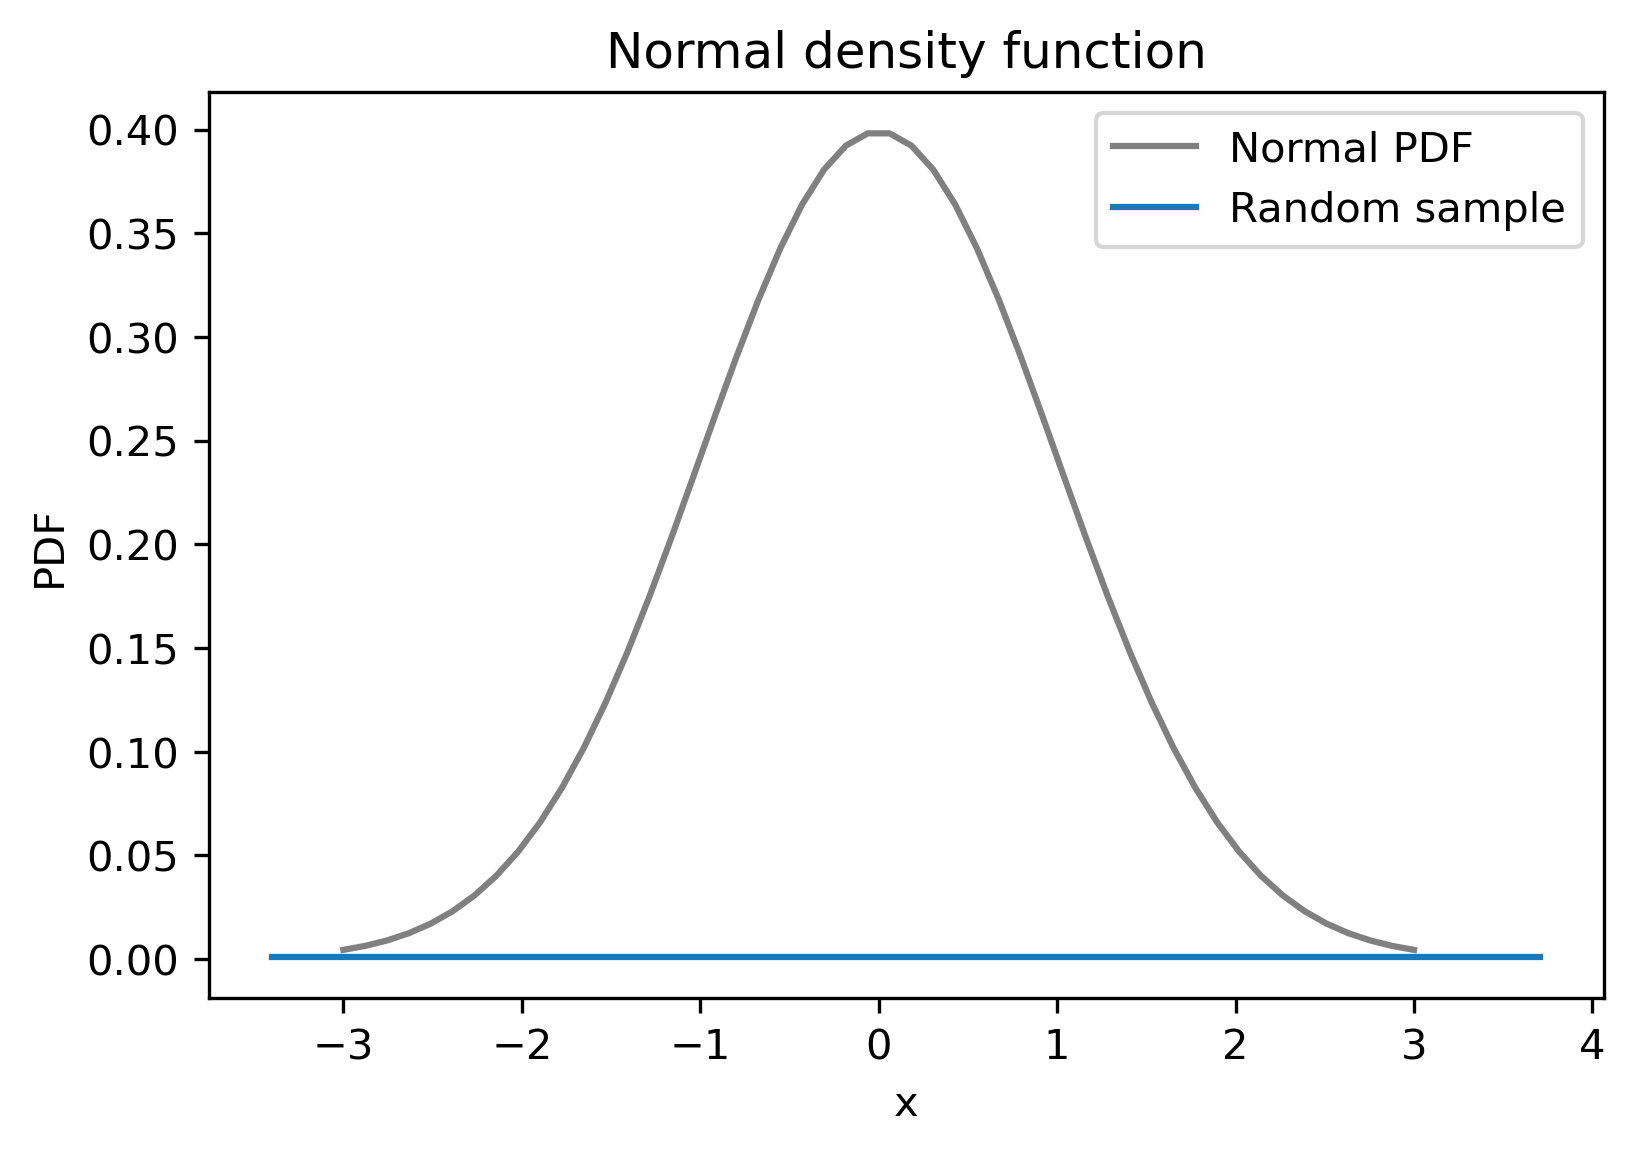 Normal density function
Normal PDF
Random sample
0.40
0.35
0.30
0.25
0.20
0.15
0.10
0.05
0.00
PDF
−3 −2 −1 0 1 2 3 4
x